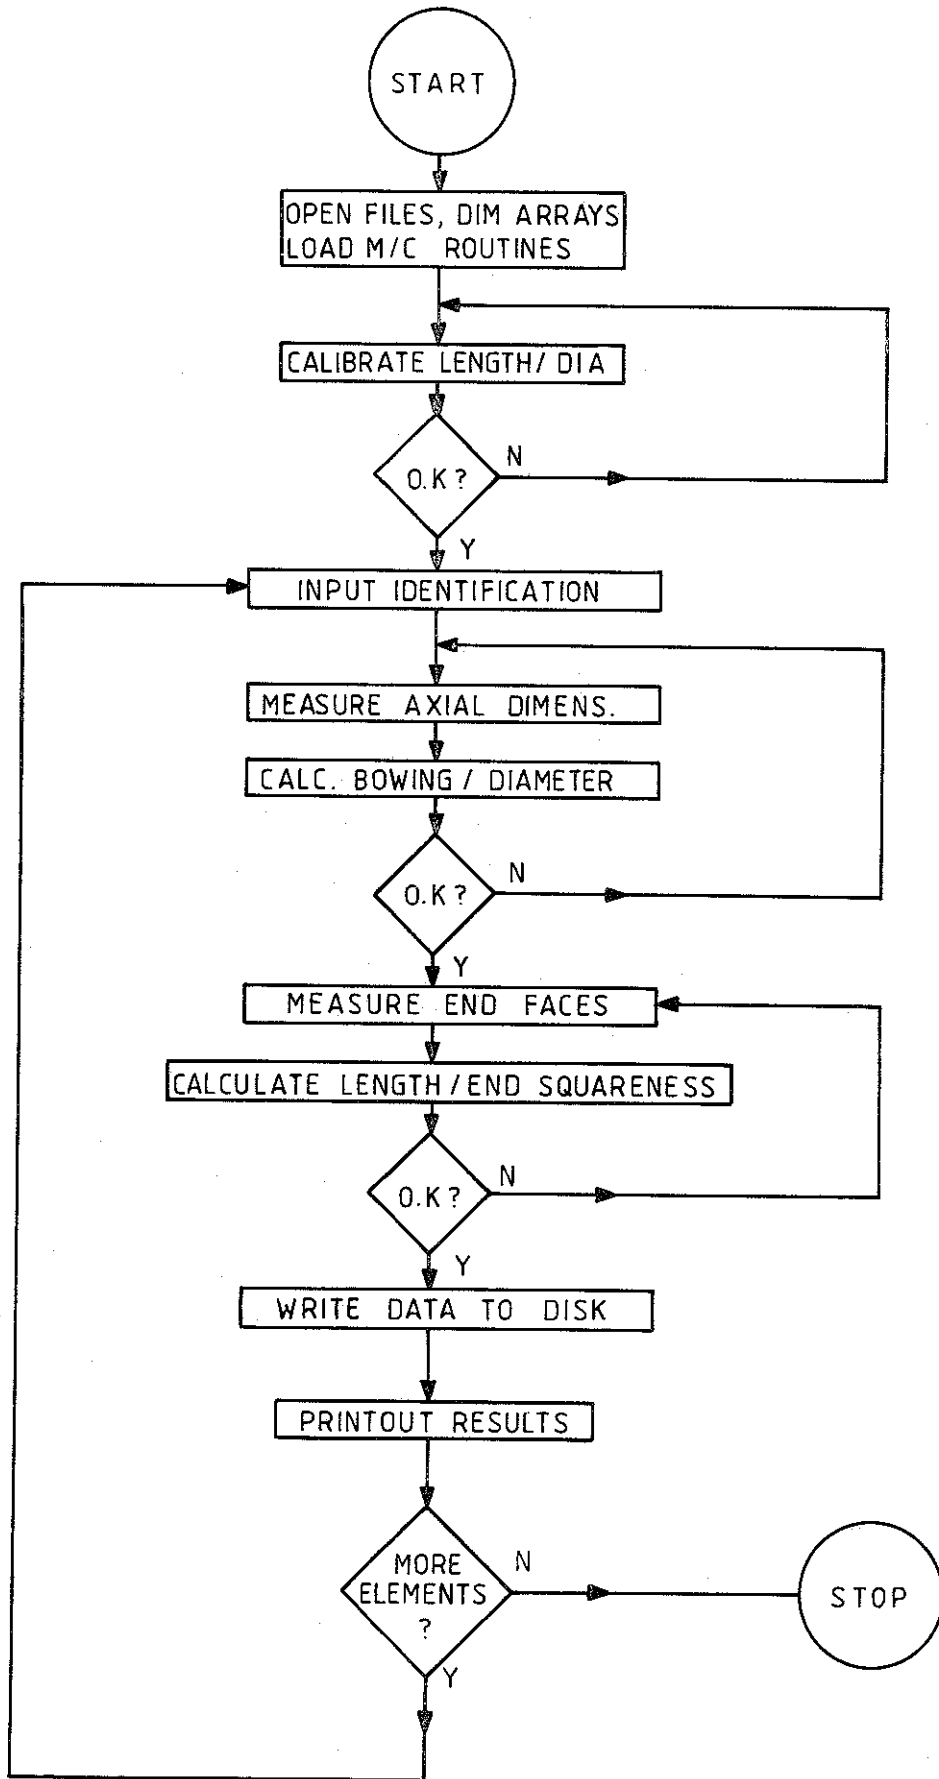 START
OPEN FILES, DIM ARRAYS
LOAD M/C ROUTINES
CALIBRATE LENGTH/ DIA
O.K ?
N
Y
INPUT IDENTIFICATION
MEASURE AXIAL DIMENS.
CALC. BOWING / DIAMETER
O.K ?
N
Y
MEASURE END FACES
CALCULATE LENGTH/END SQUARENESS
O.K ?
N
Y
WRITE DATA TO DISK
PRINTOUT RESULTS
MORE
ELEMENTS
?
N
Y
STOP